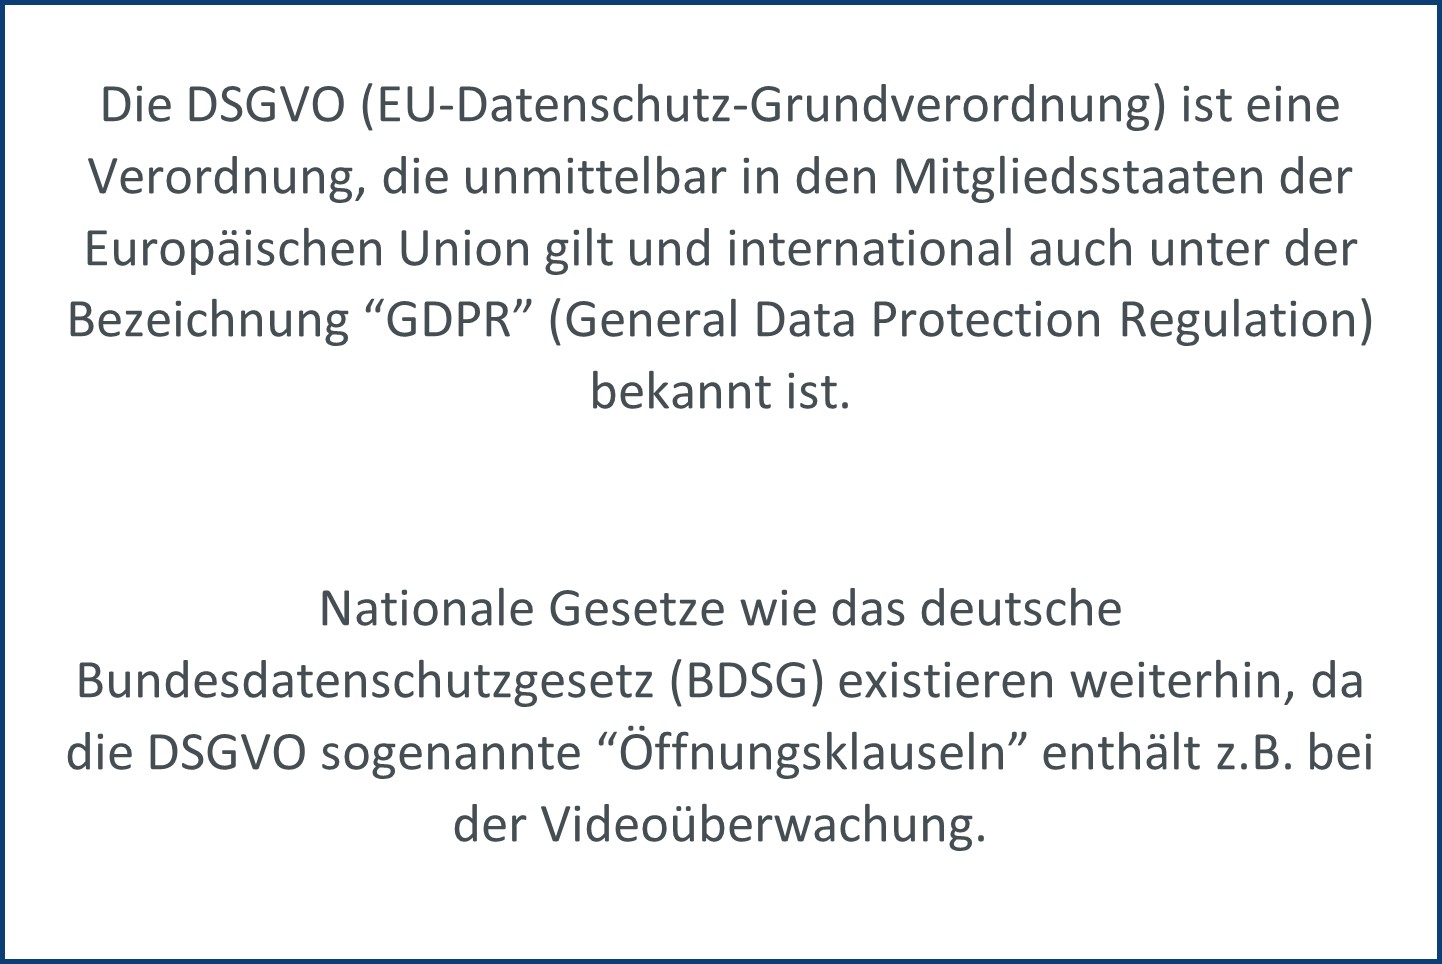 Die DSGVO (EU-Datenschutz-Grundverordnung) ist eine
Verordnung, die unmittelbar in den Mitgliedsstaaten der
Europäischen Union gilt und international auch unter der
Bezeichnung “GDPR” (General Data Protection Regulation)
bekannt ist.
Nationale Gesetze wie das deutsche
Bundesdatenschutzgesetz (BDSG) existieren weiterhin, da
die DSGVO sogenannte “Öffnungsklauseln” enthält z.B. bei
der Videoüberwachung.